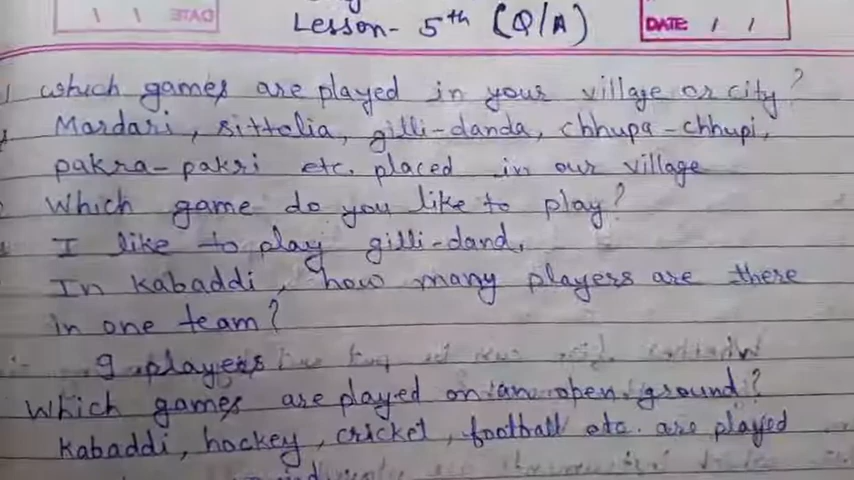 Lesson- 5th (Q/A)
DATE / /
which games are played in your village or city?
Mardari, sittolia, gilli-danda, chhupa-chhupi,
pakra-pakri etc. placed in our village
Which game do you like to play?
I like to play gilli-dand.
In kabaddi, how many players are there
in one team?
9 players
Which games are played on an open ground?
Kabaddi, hockey, cricket, football etc. are played